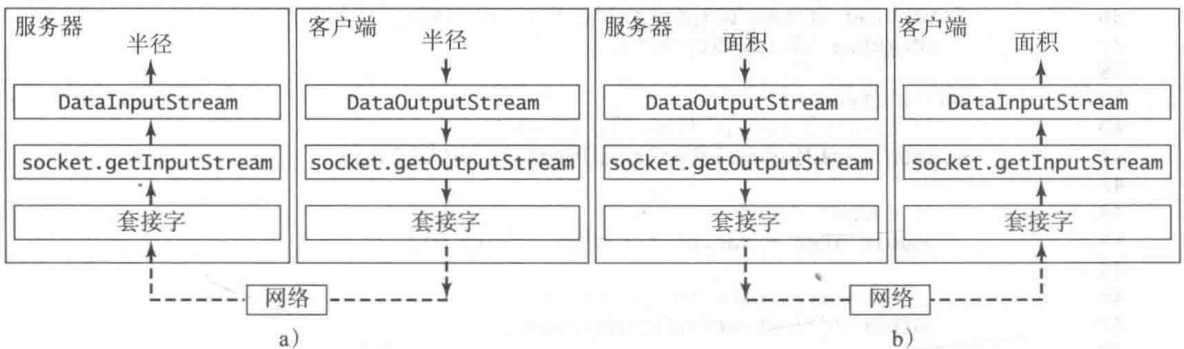 服务器
半径
DataInputStream
socket.getInputStream
套接字
客户端
半径
DataOutputStream
socket.getOutputStream
套接字
网络
a)
服务器
面积
DataOutputStream
socket.getOutputStream
套接字
客户端
面积
DataInputStream
socket.getInputStream
套接字
网络
b)